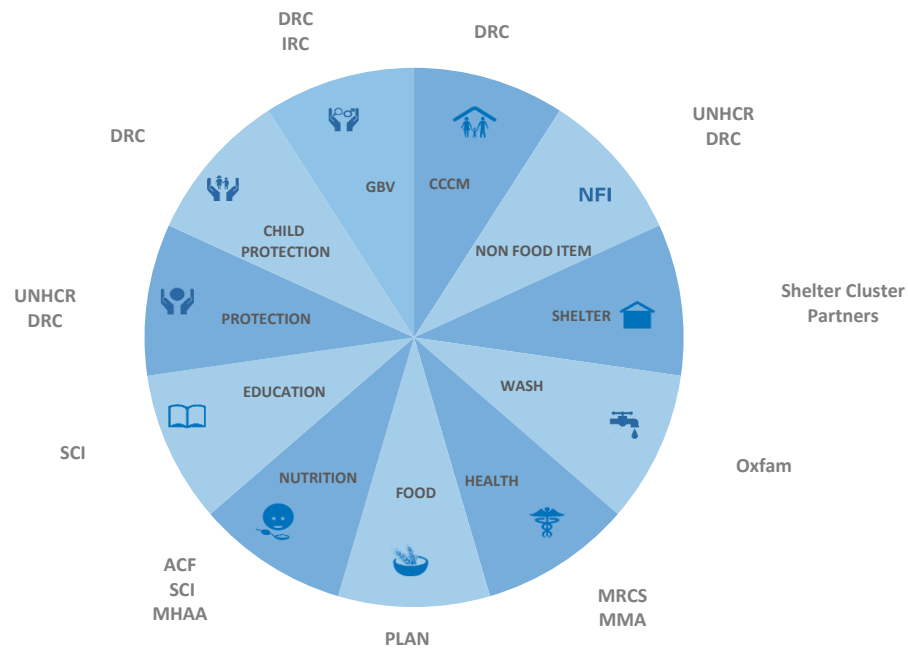 DRC
IRC
DRC
UNHCR
DRC
DRC
GBV
CCCM
NFI
CHILD
PROTECTION
NON FOOD ITEM
UNHCR
DRC
PROTECTION
SHELTER
Shelter Cluster
Partners
EDUCATION
WASH
SCI
NUTRITION
FOOD
HEALTH
Oxfam
ACF
SCI
MHAA
PLAN
MRCS
MMA